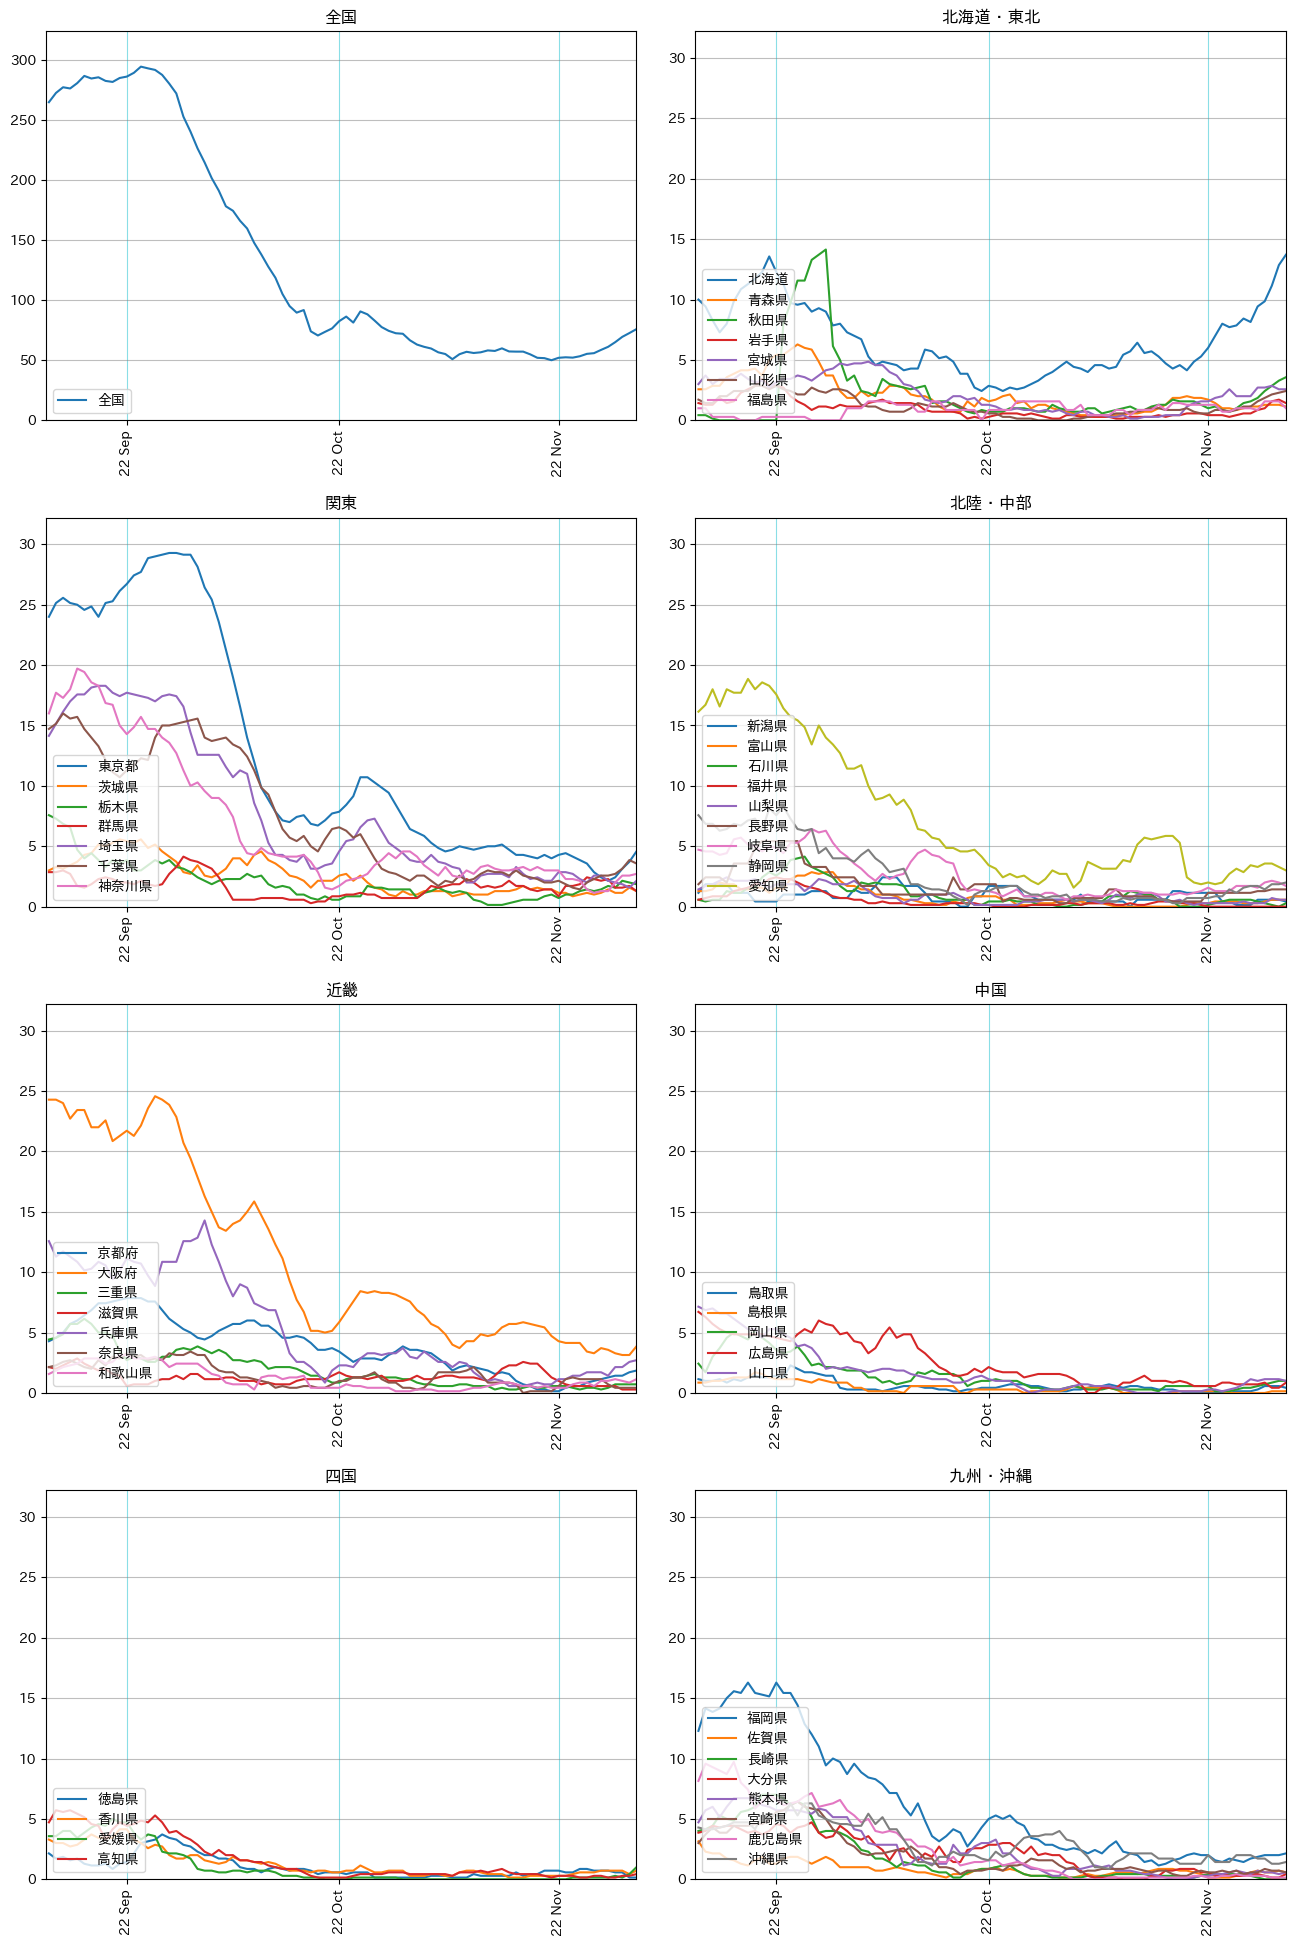 全国
300
250
200
150
100
50
0
全国
22 Sep
22 Oct
22 Nov
北海道・東北
30
25
20
15
10
5
0
北海道
青森県
秋田県
岩手県
宮城県
山形県
福島県
22 Sep
22 Oct
22 Nov
関東
30
25
20
15
10
5
0
東京都
茨城県
栃木県
群馬県
埼玉県
千葉県
神奈川県
22 Sep
22 Oct
22 Nov
北陸・中部
30
25
20
15
10
5
0
新潟県
富山県
石川県
福井県
山梨県
長野県
岐阜県
静岡県
愛知県
22 Sep
22 Oct
22 Nov
近畿
30
25
20
15
10
5
0
京都府
大阪府
三重県
滋賀県
兵庫県
奈良県
和歌山県
22 Sep
22 Oct
22 Nov
中国
30
25
20
15
10
5
0
鳥取県
島根県
岡山県
広島県
山口県
22 Sep
22 Oct
22 Nov
四国
30
25
20
15
10
5
0
徳島県
香川県
愛媛県
高知県
22 Sep
22 Oct
22 Nov
九州・沖縄
30
25
20
15
10
5
0
福岡県
佐賀県
長崎県
大分県
熊本県
宮崎県
鹿児島県
沖縄県
22 Sep
22 Oct
22 Nov